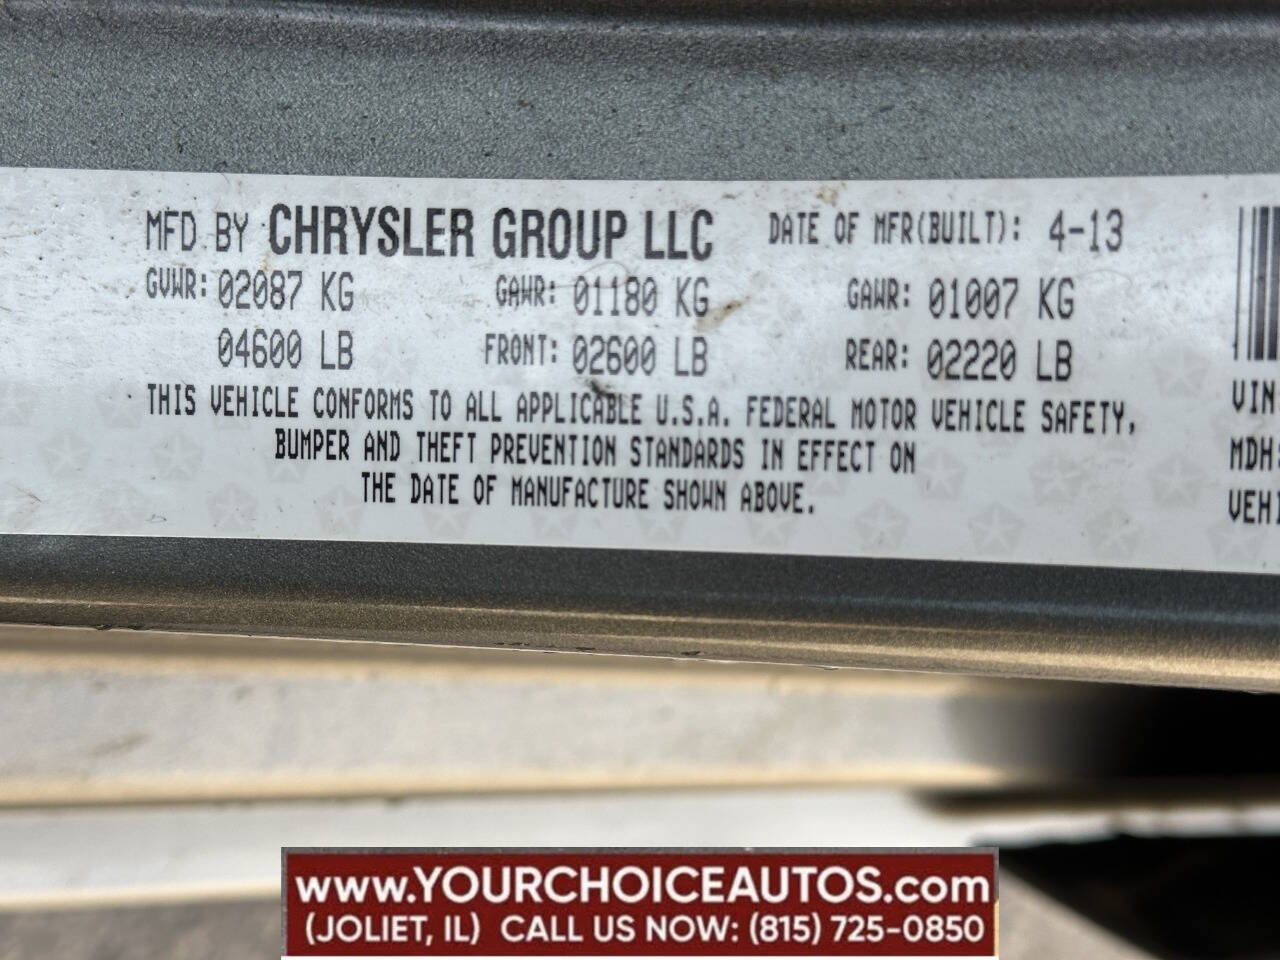 MFD BY CHRYSLER GROUP LLC DATE OF MFR(BUILT): 4-13
GVWR: 02087 KG GAWR: 01180 KG GAWR: 01007 KG
04600 LB FRONT: 02600 LB REAR: 02220 LB
THIS VEHICLE CONFORMS TO ALL APPLICABLE U.S.A. FEDERAL MOTOR VEHICLE SAFETY,
BUMPER AND THEFT PREVENTION STANDARDS IN EFFECT ON
THE DATE OF MANUFACTURE SHOWN ABOVE.
VIN
MDH:
VEHI
www.YOURCHOICEAUTOS.com
(JOLIET, IL) CALL US NOW: (815) 725-0850